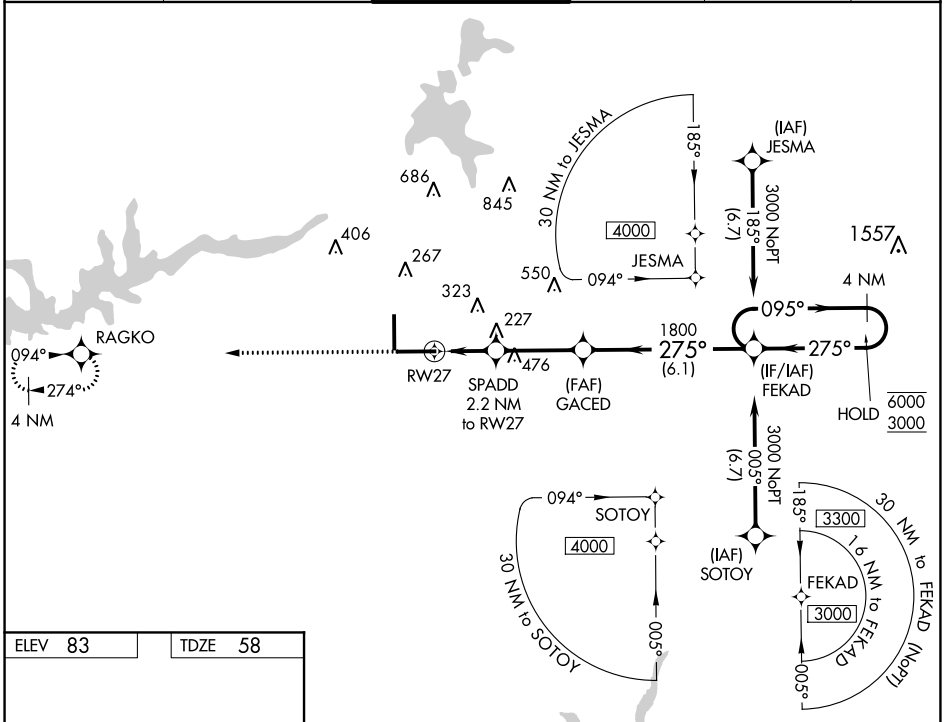 30 NM to JESMA
185°
4000
JESMA
094°
(IAF)
JESMA
3000 NoPT
185°
(6.7)
1557
686
845
406
267
550
323
227
476
4 NM
095°
275°
(IF/IAF)
FEKAD
HOLD
6000
3000
RAGKO
094°
274°
4 NM
RW27
SPADD
2.2 NM
to RW27
(FAF)
GACED
1800
275°
(6.1)
3000 NoPT
005°
(6.7)
(IAF)
SOTOY
094°
SOTOY
4000
005°
30 NM to SOTOY
185°
3300
FEKAD
3000
005°
16 NM to FEKAD
30 NM to FEKAD (NoPT)
ELEV 83
TDZE 58